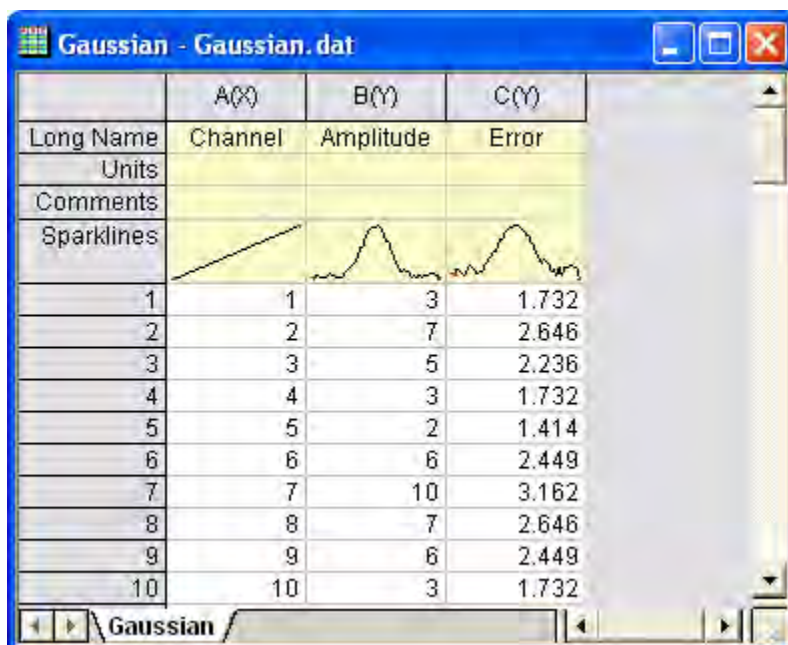 Gaussian - Gaussian.dat
A(X) B(Y) C(Y)
Long Name Channel Amplitude Error
Units
Comments
Sparklines
1 1 3 1.732
2 2 7 2.646
3 3 5 2.236
4 4 3 1.732
5 5 2 1.414
6 6 6 2.449
7 7 10 3.162
8 8 7 2.646
9 9 6 2.449
10 10 3 1.732
Gaussian